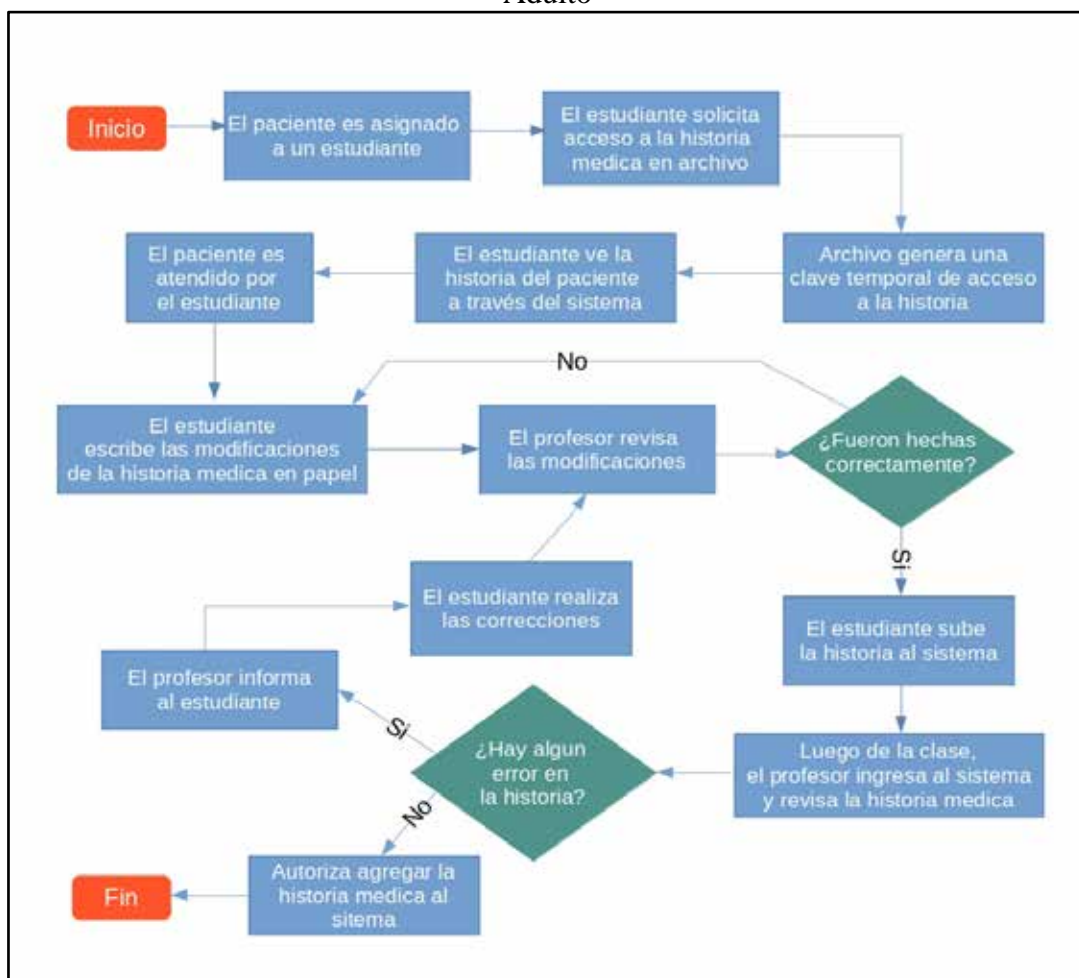 Adulto
Inicio
El paciente es asignado
a un estudiante
El estudiante solicita
acceso a la historia
medica en archivo
Archivo genera una
clave temporal de acceso
a la historia
El estudiante ve la
historia del paciente
a través del sistema
El paciente es
atendido por
el estudiante
No
El estudiante
escribe las modificaciones
de la historia medica en papel
El profesor revisa
las modificaciones
¿Fueron hechas
correctamente?
Si
El estudiante sube
la historia al sistema
Luego de la clase,
el profesor ingresa al sistema
y revisa la historia medica
¿Hay algun
error en
la historia?
Si
El profesor informa
al estudiante
El estudiante realiza
las correcciones
No
Autoriza agregar la
historia medica al
sitema
Fin